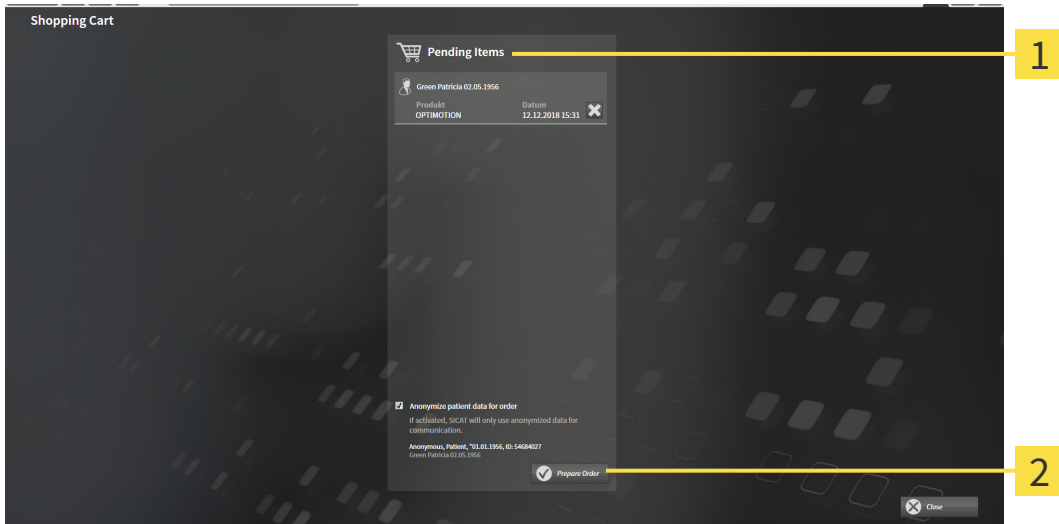 Shopping Cart
Pending Items
1
Green Patricia 02.05.1956
Produkt Datum
OPTIMOTION 12.12.2018 15:31
Anonymize patient data for order
If activated, SICAT will only use anonymized data for
communication.
Anonymous, Patient, *01.01.1956, ID: 54684027
Green Patricia 02.05.1956
Prepare Order
2
Close